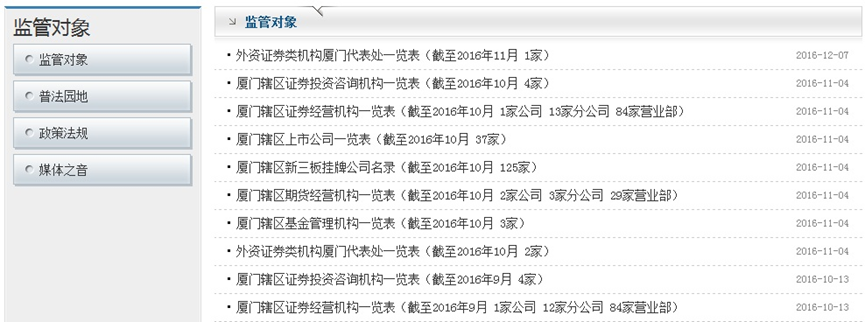 监管对象
监管对象
普法园地
政策法规
媒体之音
监管对象
外资证券类机构厦门代表处一览表（截至2016年11月 1家） 2016-12-07
厦门辖区证券投资咨询机构一览表（截至2016年10月 4家） 2016-11-04
厦门辖区证券经营机构一览表（截至2016年10月 1家公司 13家分公司 84家营业部） 2016-11-04
厦门辖区上市公司一览表（截至2016年10月 37家） 2016-11-04
厦门辖区新三板挂牌公司名录（截至2016年10月 125家） 2016-11-04
厦门辖区期货经营机构一览表（截至2016年10月 2家公司 3家分公司 29家营业部） 2016-11-04
厦门辖区基金管理机构一览表（截至2016年10月 3家） 2016-11-04
外资证券类机构厦门代表处一览表（截至2016年10月 2家） 2016-11-04
厦门辖区证券投资咨询机构一览表（截至2016年9月 4家） 2016-10-13
厦门辖区证券经营机构一览表（截至2016年9月 1家公司 12家分公司 84家营业部） 2016-10-13